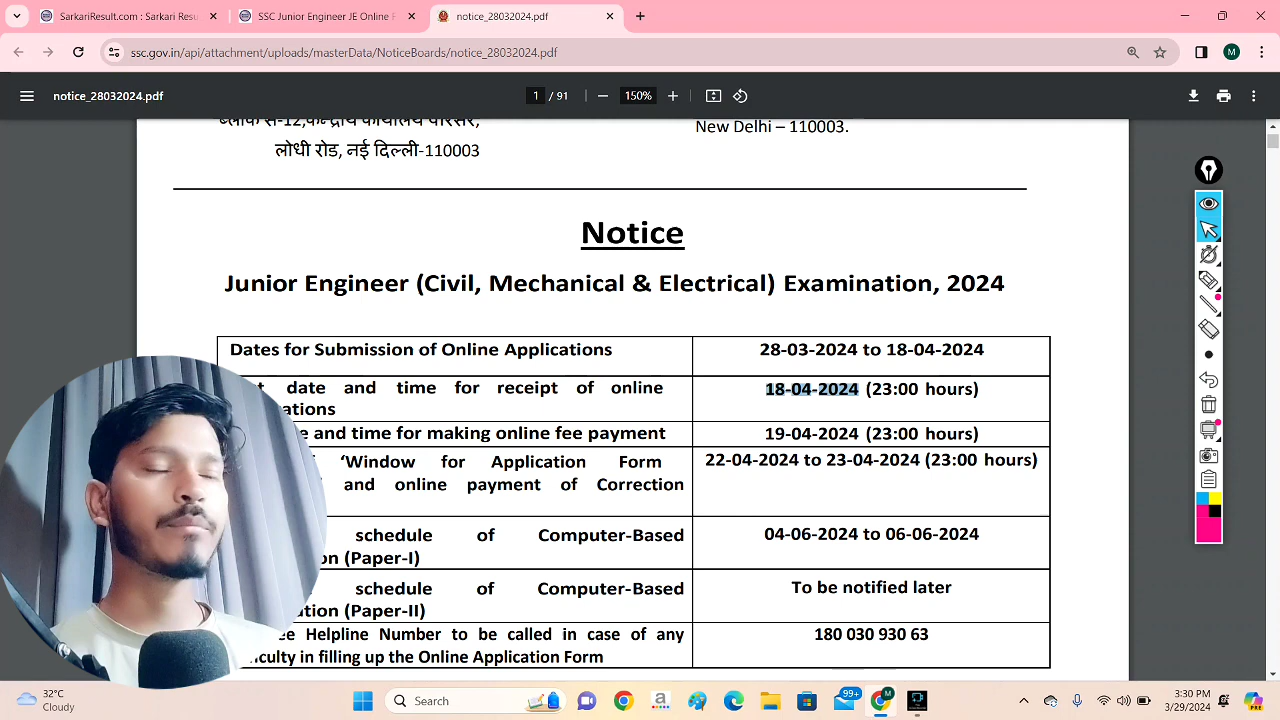 SarkariResult.com : Sarkari Res
SSC Junior Engineer JE Online F
notice_28032024.pdf
ssc.gov.in/api/attachment/uploads/masterData/NoticeBoards/notice_28032024.pdf
M
notice_28032024.pdf
1 / 91
150%
ब्लॉक सं-12,केन्द्रीय कार्यालय परिसर,
New Delhi – 110003.
लोधी रोड, नई दिल्ली-110003
Notice
Junior Engineer (Civil, Mechanical & Electrical) Examination, 2024
Dates for Submission of Online Applications 28-03-2024 to 18-04-2024
date and time for receipt of online 18-04-2024 (23:00 hours)
and time for making online fee payment 19-04-2024 (23:00 hours)
‘Window for Application Form 22-04-2024 to 23-04-2024 (23:00 hours)
and online payment of Correction
schedule of Computer-Based 04-06-2024 to 06-06-2024
(Paper-I)
schedule of Computer-Based To be notified later
(Paper-II)
Helpline Number to be called in case of any 180 030 930 63
in filling up the Online Application Form
32°C
Cloudy
Search
99+
M
3:30 PM
3/29/2024